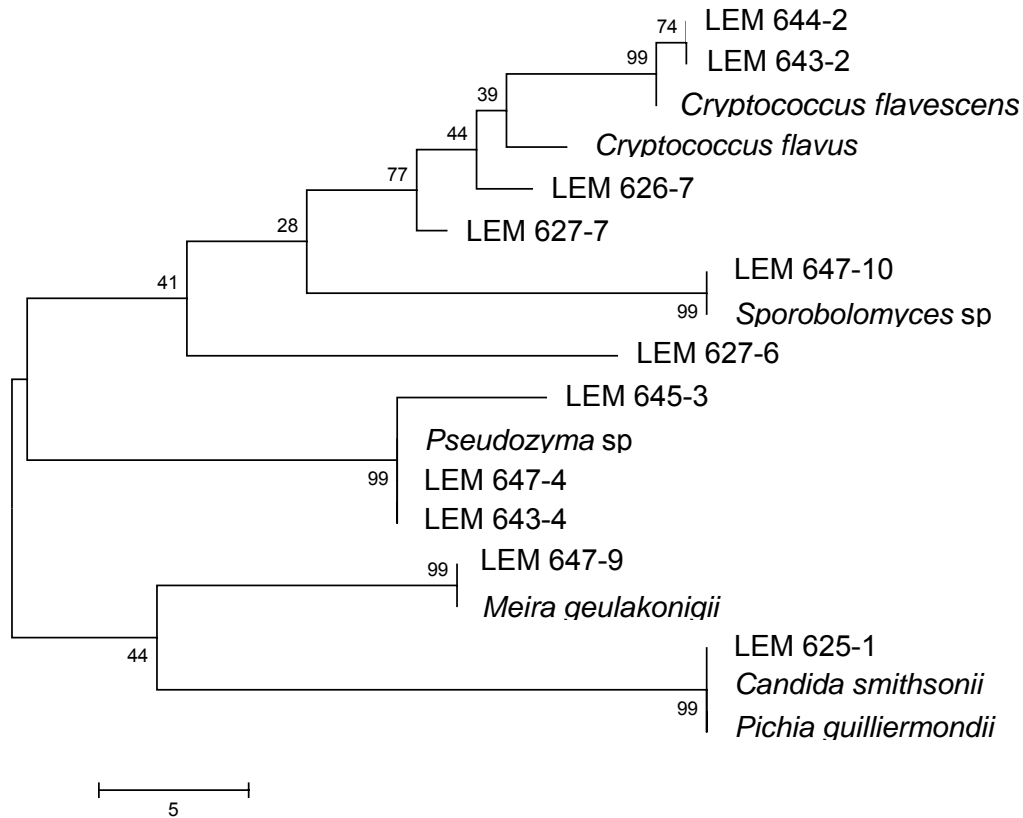 LEM 644-2
74
LEM 643-2
99
Cryptococcus flavescens
39
Cryptococcus flavus
44
77
LEM 626-7
28
LEM 627-7
41
LEM 647-10
99
Sporobolomyces sp
LEM 627-6
LEM 645-3
Pseudozyma sp
99
LEM 647-4
LEM 643-4
99
LEM 647-9
Meira geulakonigii
44
LEM 625-1
Candida smithsonii
99
Pichia guilliermondii
5